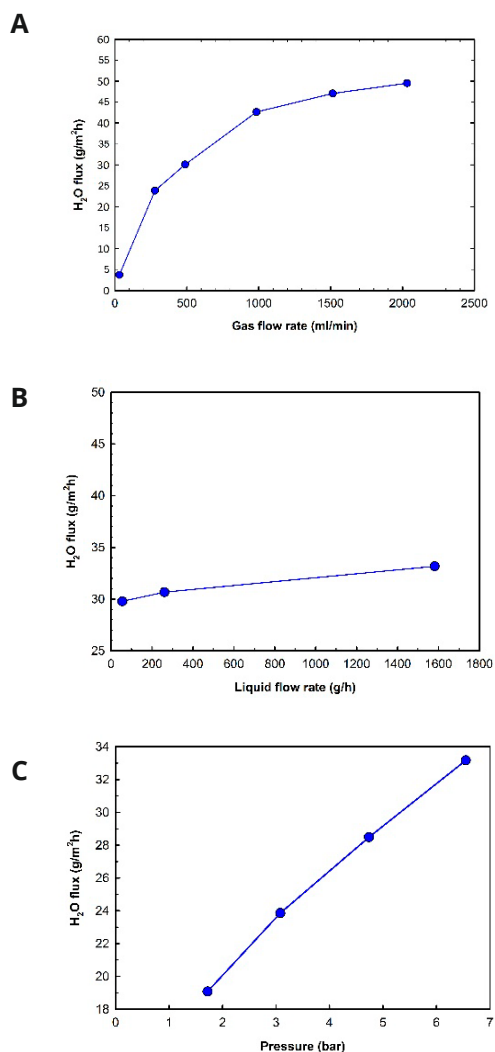 A
60
55
50
45
40
35
30
25
20
15
10
5
0
H₂O flux (g/m²h)
0 500 1000 1500 2000 2500
Gas flow rate (ml/min)
B
50
45
40
35
30
25
H₂O flux (g/m²h)
0 200 400 600 800 1000 1200 1400 1600 1800
Liquid flow rate (g/h)
C
34
32
30
28
26
24
22
20
18
H₂O flux (g/m²h)
0 1 2 3 4 5 6 7
Pressure (bar)